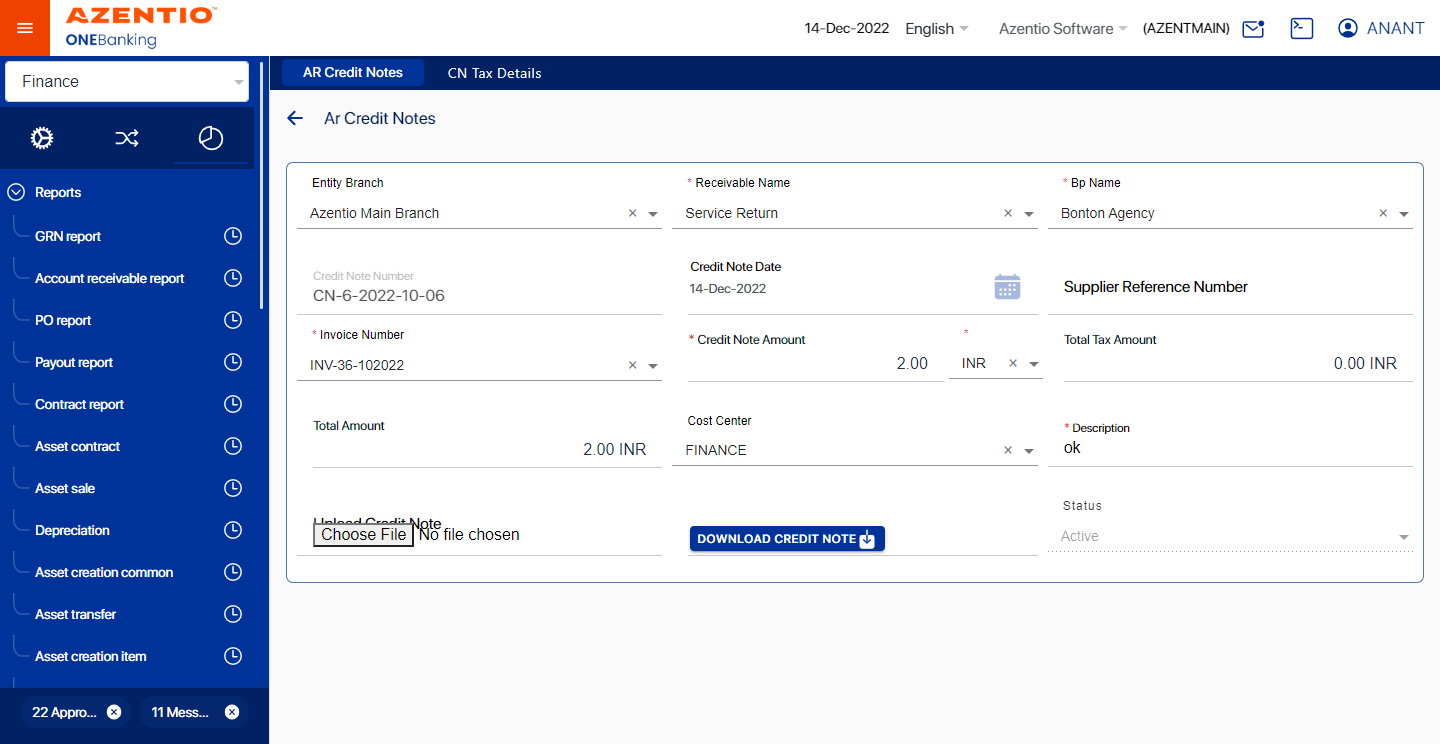 AZENTIO™
ONEBanking
14-Dec-2022 English Azentio Software (AZENTMAIN) ANANT
Finance
AR Credit Notes CN Tax Details
Ar Credit Notes
Reports
GRN report
Account receivable report
PO report
Payout report
Contract report
Asset contract
Asset sale
Depreciation
Asset creation common
Asset transfer
Asset creation item
22 Appro... 11 Mess...
Entity Branch * Receivable Name * Bp Name
Azentio Main Branch × Service Return × Bonton Agency ×
Credit Note Number Credit Note Date
CN-6-2022-10-06 14-Dec-2022 Supplier Reference Number
* Invoice Number * Credit Note Amount * Total Tax Amount
INV-36-102022 × 2.00 INR × 0.00 INR
Total Amount Cost Center * Description
2.00 INR FINANCE × ok
Upload Credit Note Status
Choose File No file chosen DOWNLOAD CREDIT NOTE Active